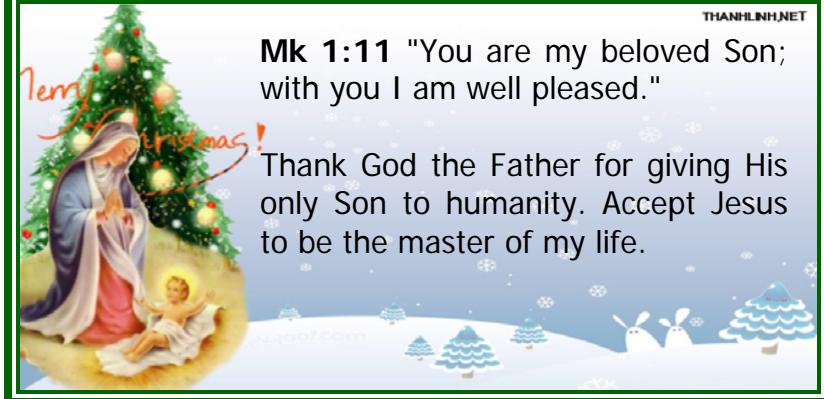 THANHLINH.NET
Mk 1:11 "You are my beloved Son;
with you I am well pleased."
Merry
Christmas!
Thank God the Father for giving His
only Son to humanity. Accept Jesus
to be the master of my life.